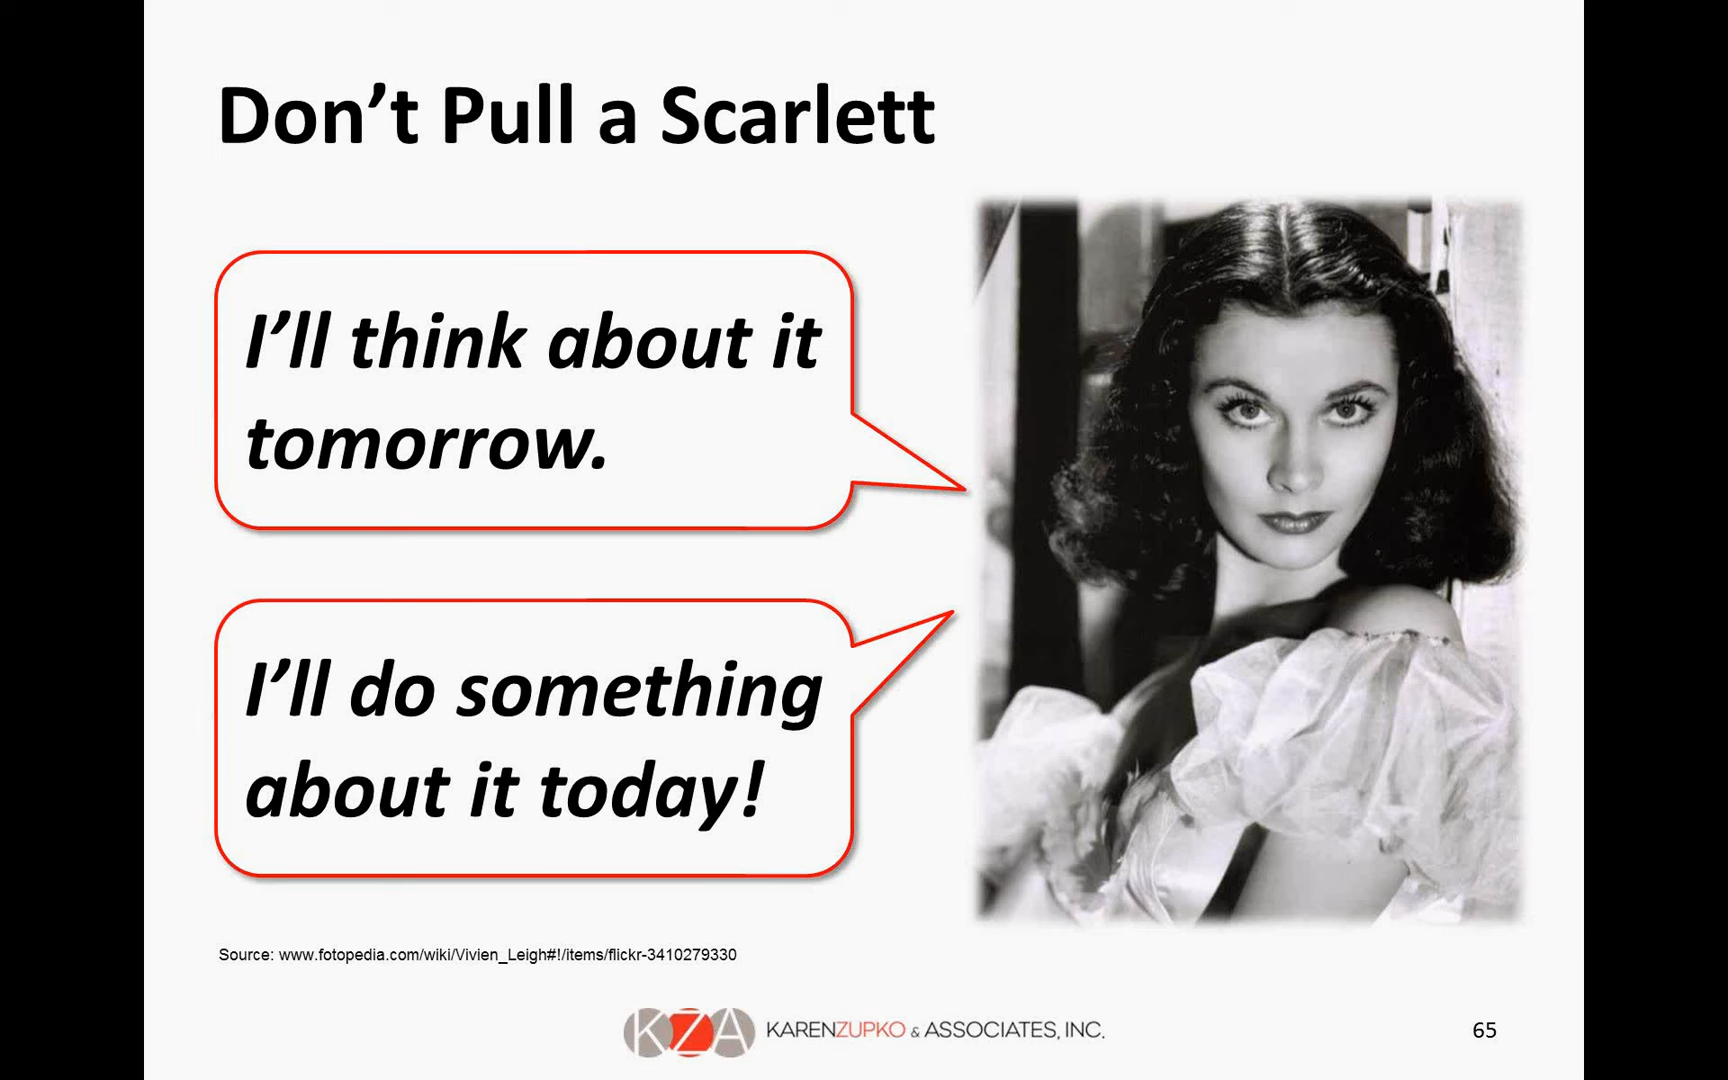 Don’t Pull a Scarlett
I’ll think about it
tomorrow.
I’ll do something
about it today!
Source: www.fotopedia.com/wiki/Vivien_Leigh#!/items/flickr-3410279330
KZA KARENZUPKO & ASSOCIATES, INC.
65